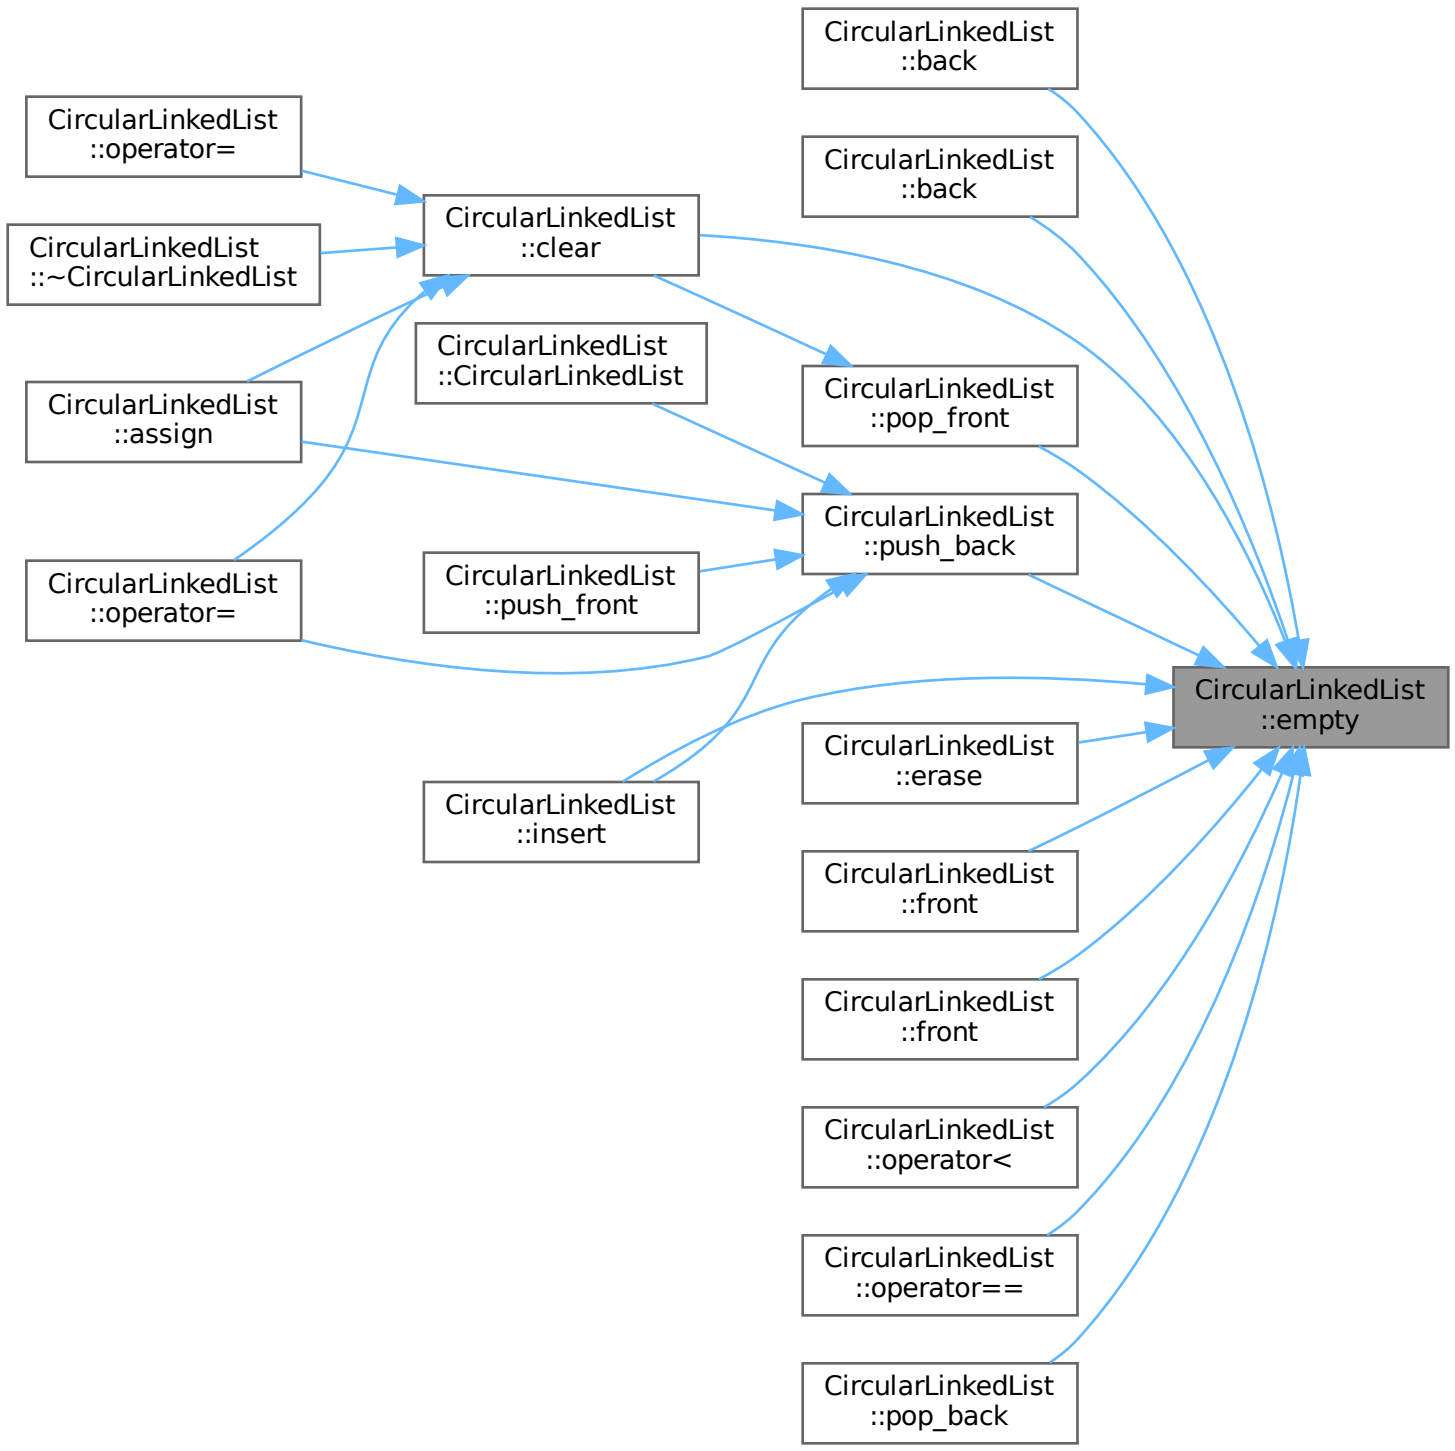 CircularLinkedList
::back
CircularLinkedList
::operator=
CircularLinkedList
::back
CircularLinkedList
::clear
CircularLinkedList
::~CircularLinkedList
CircularLinkedList
::CircularLinkedList
CircularLinkedList
::pop_front
CircularLinkedList
::assign
CircularLinkedList
::push_back
CircularLinkedList
::push_front
CircularLinkedList
::operator=
CircularLinkedList
::empty
CircularLinkedList
::erase
CircularLinkedList
::insert
CircularLinkedList
::front
CircularLinkedList
::front
CircularLinkedList
::operator<
CircularLinkedList
::operator==
CircularLinkedList
::pop_back